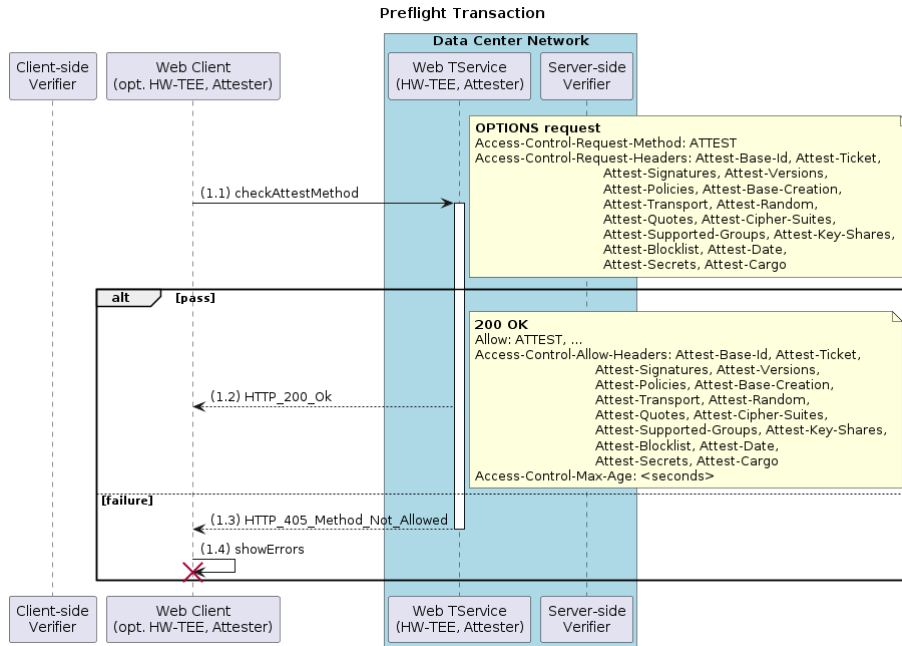 Preflight Transaction
Data Center Network
Client-side
Verifier
Web Client
(opt. HW-TEE, Attester)
Web TService
(HW-TEE, Attester)
Server-side
Verifier
OPTIONS request
Access-Control-Request-Method: ATTEST
Access-Control-Request-Headers: Attest-Base-Id, Attest-Ticket,
Attest-Signatures, Attest-Versions,
Attest-Policies, Attest-Base-Creation,
Attest-Transport, Attest-Random,
Attest-Quotes, Attest-Cipher-Suites,
Attest-Supported-Groups, Attest-Key-Shares,
Attest-Blocklist, Attest-Date,
Attest-Secrets, Attest-Cargo
(1.1) checkAttestMethod
alt
[pass]
200 OK
Allow: ATTEST, ...
Access-Control-Allow-Headers: Attest-Base-Id, Attest-Ticket,
Attest-Signatures, Attest-Versions,
Attest-Policies, Attest-Base-Creation,
Attest-Transport, Attest-Random,
Attest-Quotes, Attest-Cipher-Suites,
Attest-Supported-Groups, Attest-Key-Shares,
Attest-Blocklist, Attest-Date,
Attest-Secrets, Attest-Cargo
Access-Control-Max-Age: <seconds>
(1.2) HTTP_200_Ok
[failure]
(1.3) HTTP_405_Method_Not_Allowed
(1.4) showErrors
Client-side
Verifier
Web Client
(opt. HW-TEE, Attester)
Web TService
(HW-TEE, Attester)
Server-side
Verifier